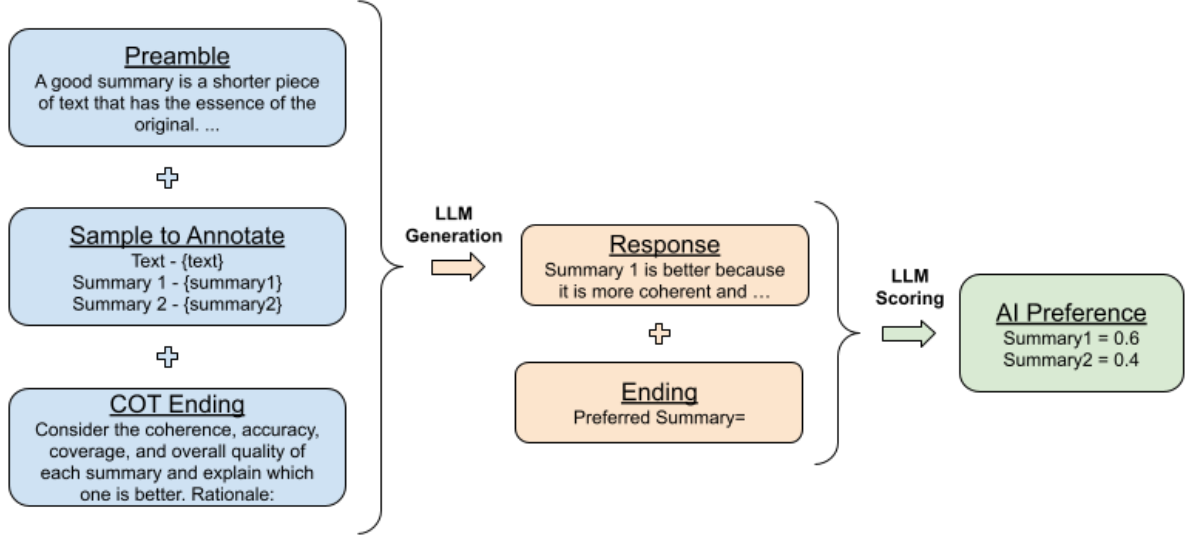 Preamble
A good summary is a shorter piece
of text that has the essence of the
original. ...
Sample to Annotate
Text - {text}
Summary 1 - {summary1}
Summary 2 - {summary2}
COT Ending
Consider the coherence, accuracy,
coverage, and overall quality of
each summary and explain which
one is better. Rationale:
LLM
Generation
Response
Summary 1 is better because
it is more coherent and ...
Ending
Preferred Summary=
LLM
Scoring
AI Preference
Summary1 = 0.6
Summary2 = 0.4